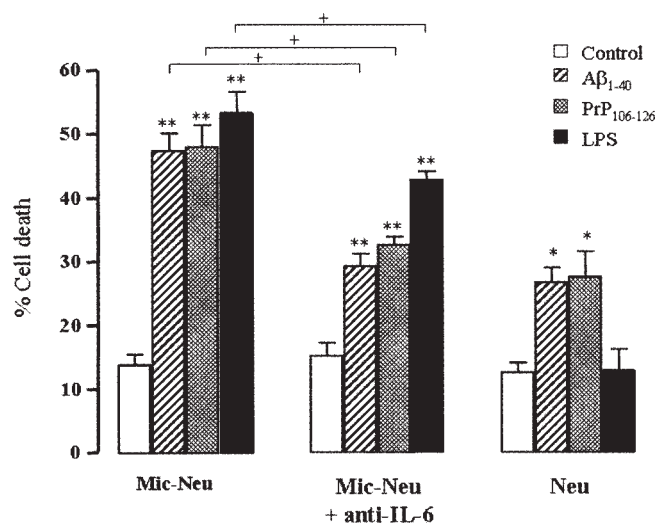 +
+
+
Control
Aβ1-40
PrP106-126
LPS
60
50
40
30
20
10
0
% Cell death
** ** **
** ** **
* *
Mic-Neu
Mic-Neu
+ anti-IL-6
Neu